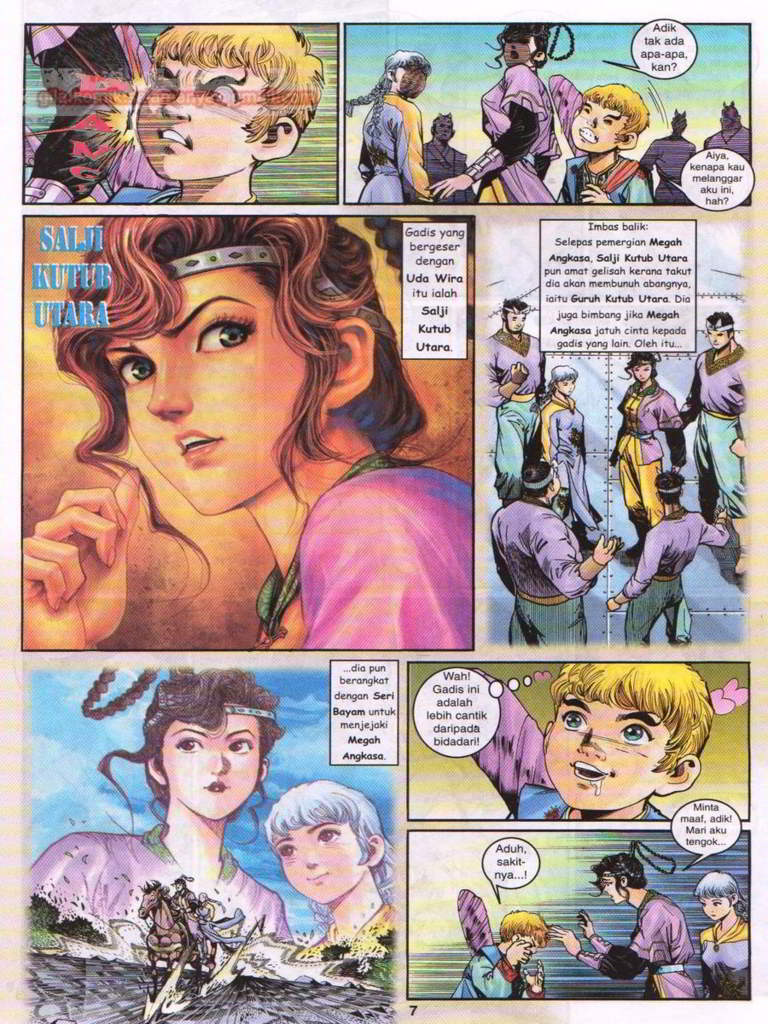 PANG
Adik
tak ada
apa-apa,
kan?
Aiya,
kenapa kau
melanggar
aku ini,
hah?
SALJI
KUTUB
UTARA
Gadis yang
bergeser
dengan
Uda Wira
itu ialah
Salji
Kutub
Utara.
Imbas balik:
Selepas pemergian Megah
Angkasa, Salji Kutub Utara
pun amat gelisah kerana takut
dia akan membunuh abangnya,
iaitu Guruh Kutub Utara. Dia
juga bimbang jika Megah
Angkasa jatuh cinta kepada
gadis yang lain. Oleh itu...
...dia pun
berangkat
dengan Seri
Bayam untuk
menjejaki
Megah
Angkasa.
Wah!
Gadis ini
adalah
lebih cantik
daripada
bidadari!
Minta
maaf, adik!
Mari aku
tengok...
Aduh,
sakit-
nya...!
7